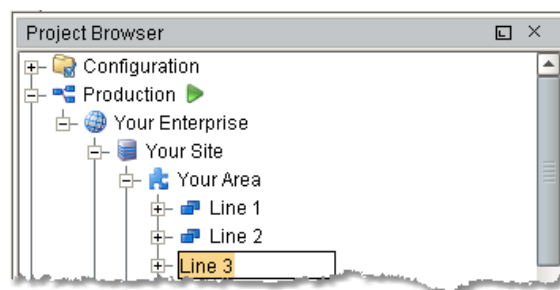 Project Browser
Configuration
Production
Your Enterprise
Your Site
Your Area
Line 1
Line 2
Line 3